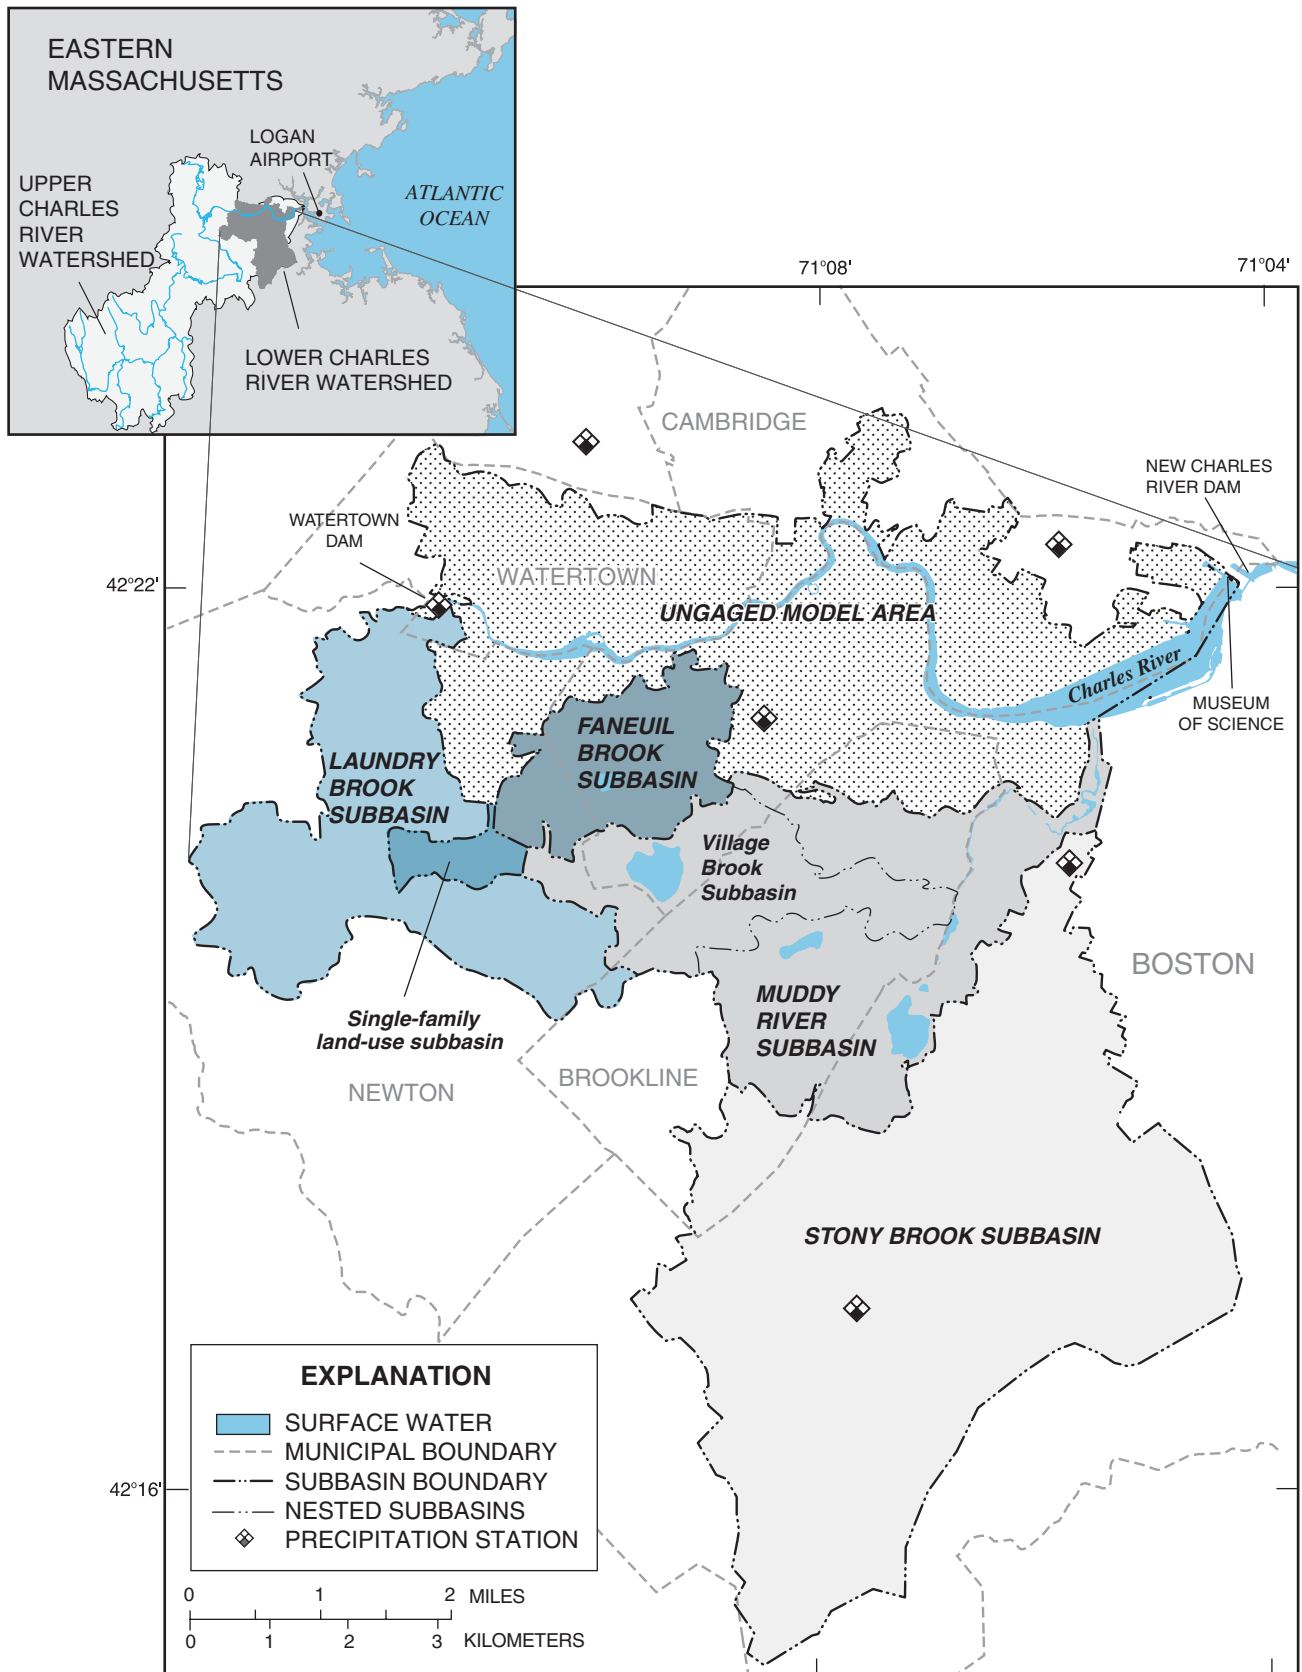 EASTERN
MASSACHUSETTS
LOGAN
AIRPORT
UPPER
CHARLES
RIVER
WATERSHED
ATLANTIC
OCEAN
LOWER CHARLES
RIVER WATERSHED
71°08'
71°04'
CAMBRIDGE
NEW CHARLES
RIVER DAM
WATERTOWN
DAM
42°22'
WATERTOWN
UNGAGED MODEL AREA
Charles River
MUSEUM
OF SCIENCE
FANEUIL
BROOK
SUBBASIN
LAUNDRY
BROOK
SUBBASIN
Village
Brook
Subbasin
BOSTON
MUDDY
RIVER
SUBBASIN
Single-family
land-use subbasin
NEWTON
BROOKLINE
STONY BROOK SUBBASIN
EXPLANATION
SURFACE WATER
MUNICIPAL BOUNDARY
SUBBASIN BOUNDARY
NESTED SUBBASINS
PRECIPITATION STATION
42°16'
0 1 2 MILES
0 1 2 3 KILOMETERS